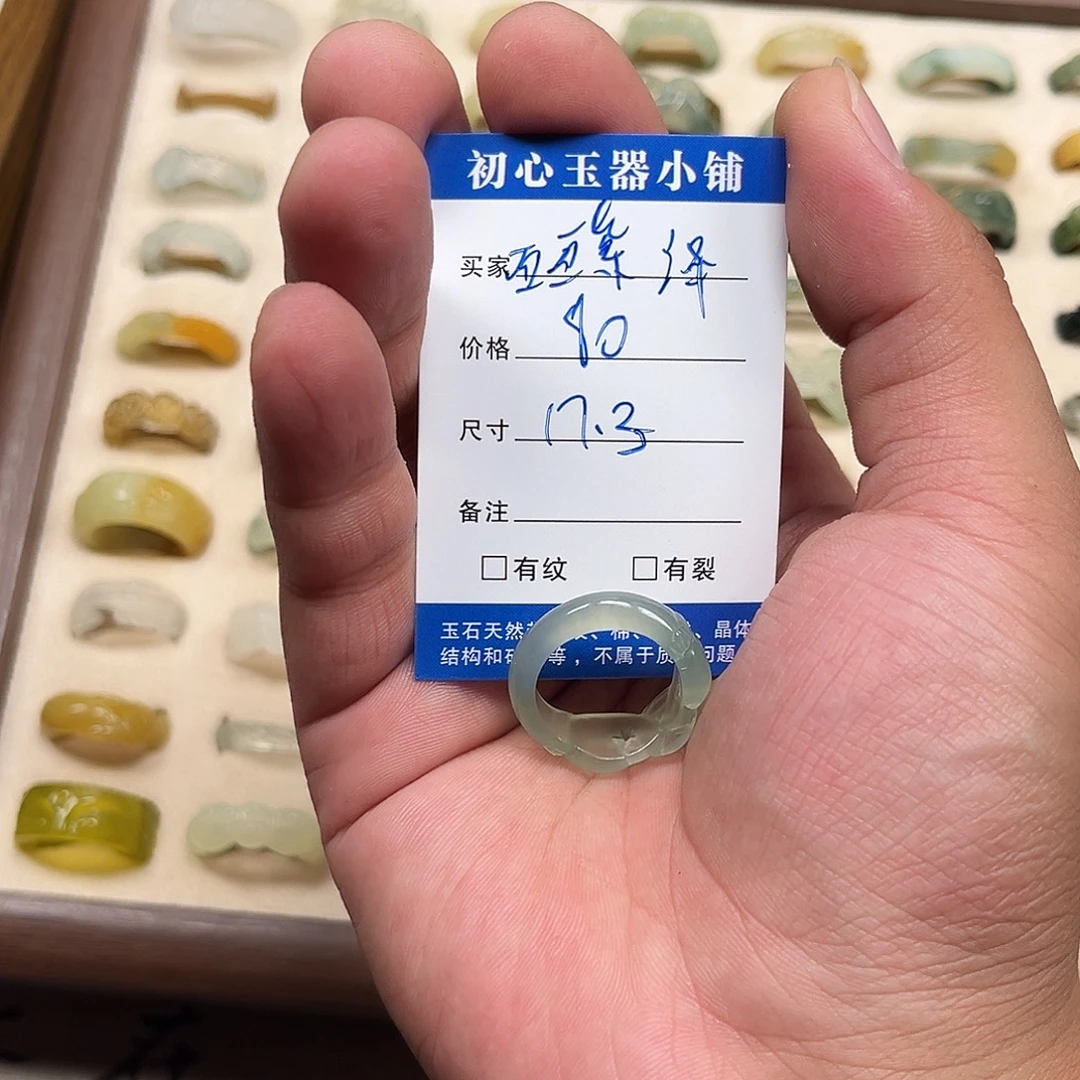 初心玉器小铺
买家
价格 80
尺寸 17.3
备注
□有纹 □有裂
玉石天然 、棉、 、晶体
结构和 等，不属于质 问题